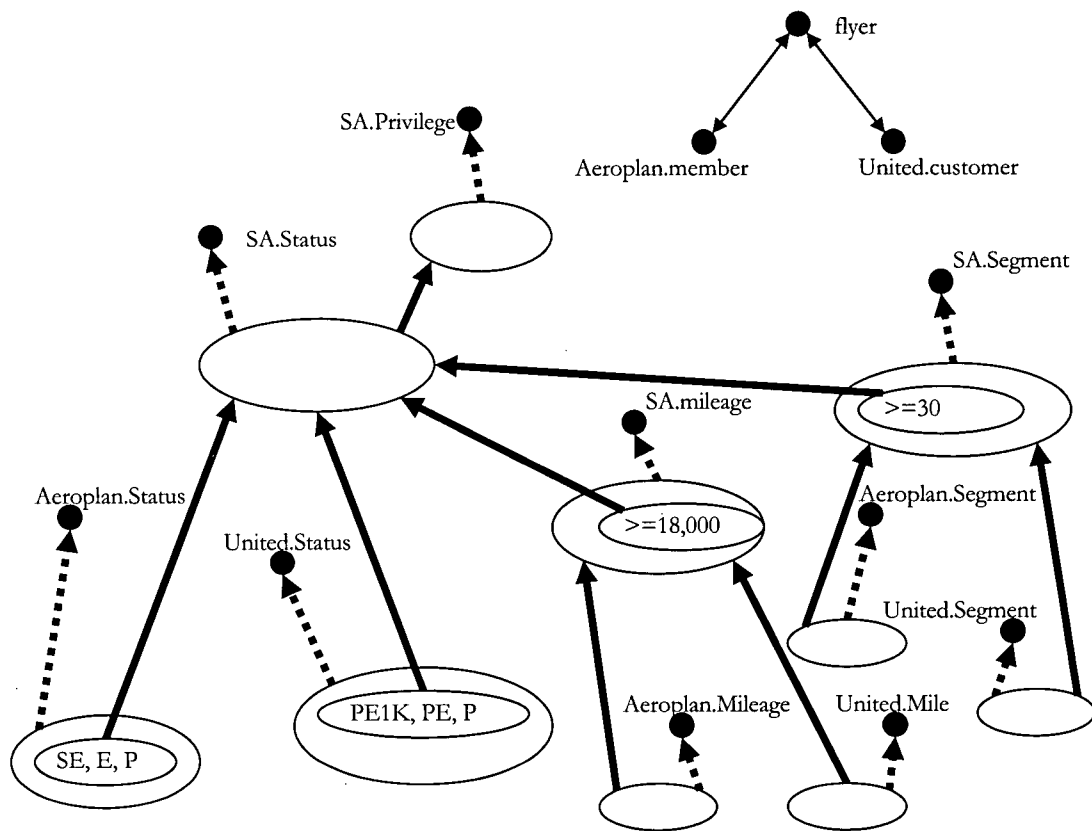 flyer
SA.Privilege
Aeroplan.member
United.customer
SA.Status
SA.Segment
>=30
SA.mileage
Aeroplan.Status
Aeroplan.Segment
>=18,000
United.Status
United.Segment
PE1K, PE, P
Aeroplan.Mileage
United.Mile
SE, E, P